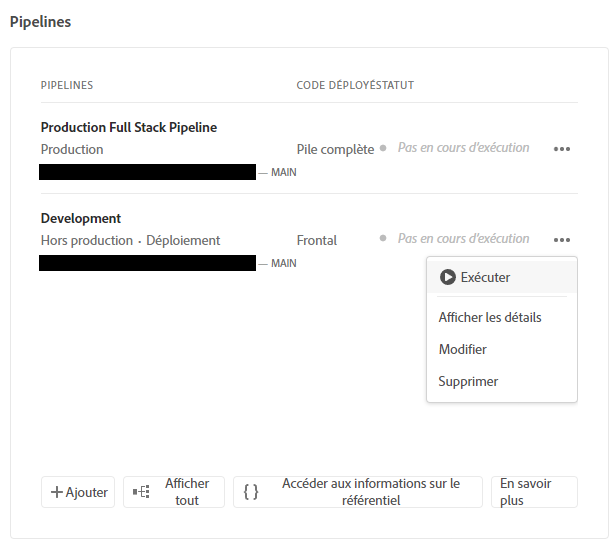 Pipelines
PIPELINES CODE DÉPLOYÉSTATUT
Production Full Stack Pipeline
Production Pile complète Pas en cours d'exécution
— MAIN
Development
Hors production · Déploiement Frontal Pas en cours d'exécution
— MAIN
Exécuter
Afficher les détails
Modifier
Supprimer
Ajouter
Afficher
tout
Accéder aux informations sur le
référentiel
En savoir
plus